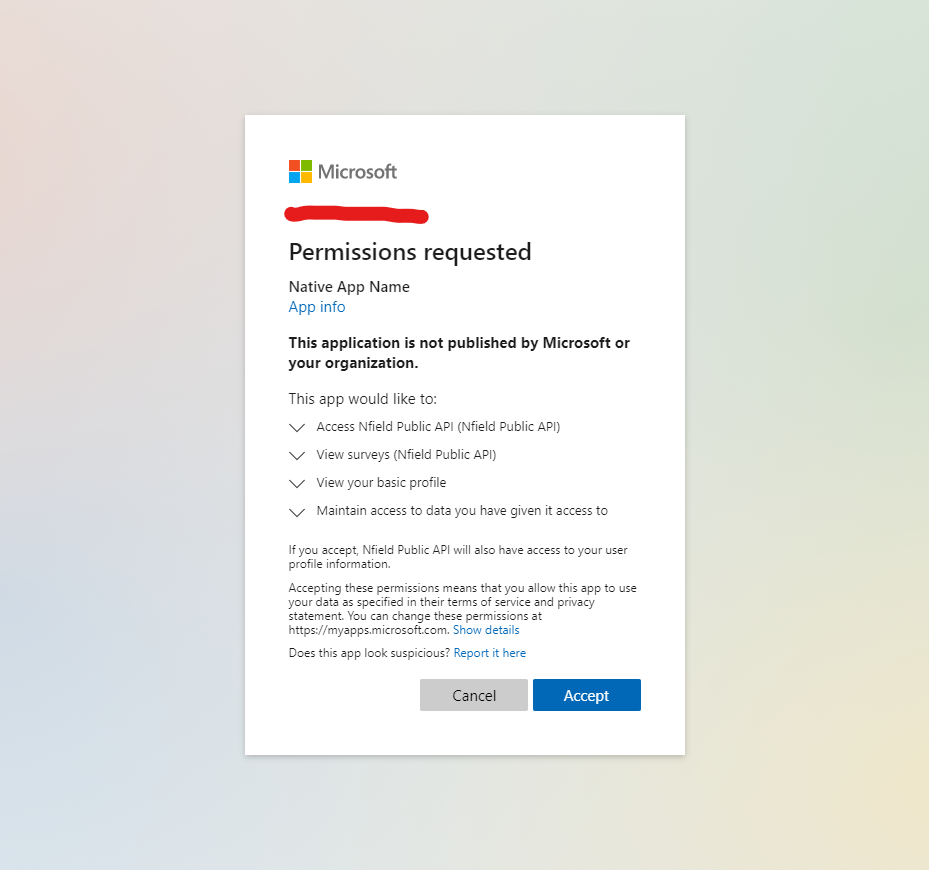 Microsoft
Permissions requested
Native App Name
App info
This application is not published by Microsoft or
your organization.
This app would like to:
Access Nfield Public API (Nfield Public API)
View surveys (Nfield Public API)
View your basic profile
Maintain access to data you have given it access to
If you accept, Nfield Public API will also have access to your user
profile information.
Accepting these permissions means that you allow this app to use
your data as specified in their terms of service and privacy
statement. You can change these permissions at
https://myapps.microsoft.com. Show details
Does this app look suspicious? Report it here
Cancel Accept